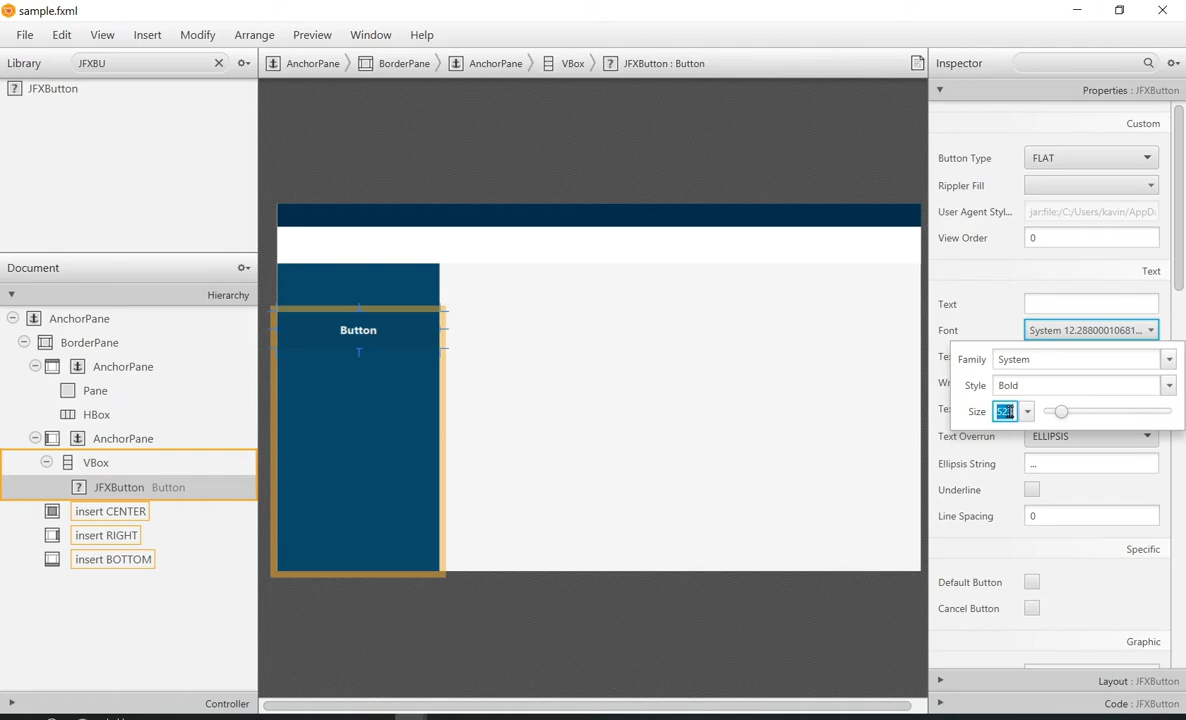 sample.fxml
File Edit View Insert Modify Arrange Preview Window Help
Library JFXBU
AnchorPane BorderPane AnchorPane VBox JFXButton : Button
Inspector
? JFXButton
Properties : JFXButton
Custom
Button Type FLAT
Rippler Fill
User Agent Styl... jar:file:/C:/Users/kavin/AppDa
View Order 0
Text
Text
Font System 12.28800010681...
Family System
Style Bold
Size
Text Overrun ELLIPSIS
Ellipsis String ...
Underline
Line Spacing 0
Specific
Default Button
Cancel Button
Graphic
Layout : JFXButton
Code : JFXButton
Button
Document
Hierarchy
AnchorPane
BorderPane
AnchorPane
Pane
HBox
AnchorPane
VBox
? JFXButton Button
insert CENTER
insert RIGHT
insert BOTTOM
Controller